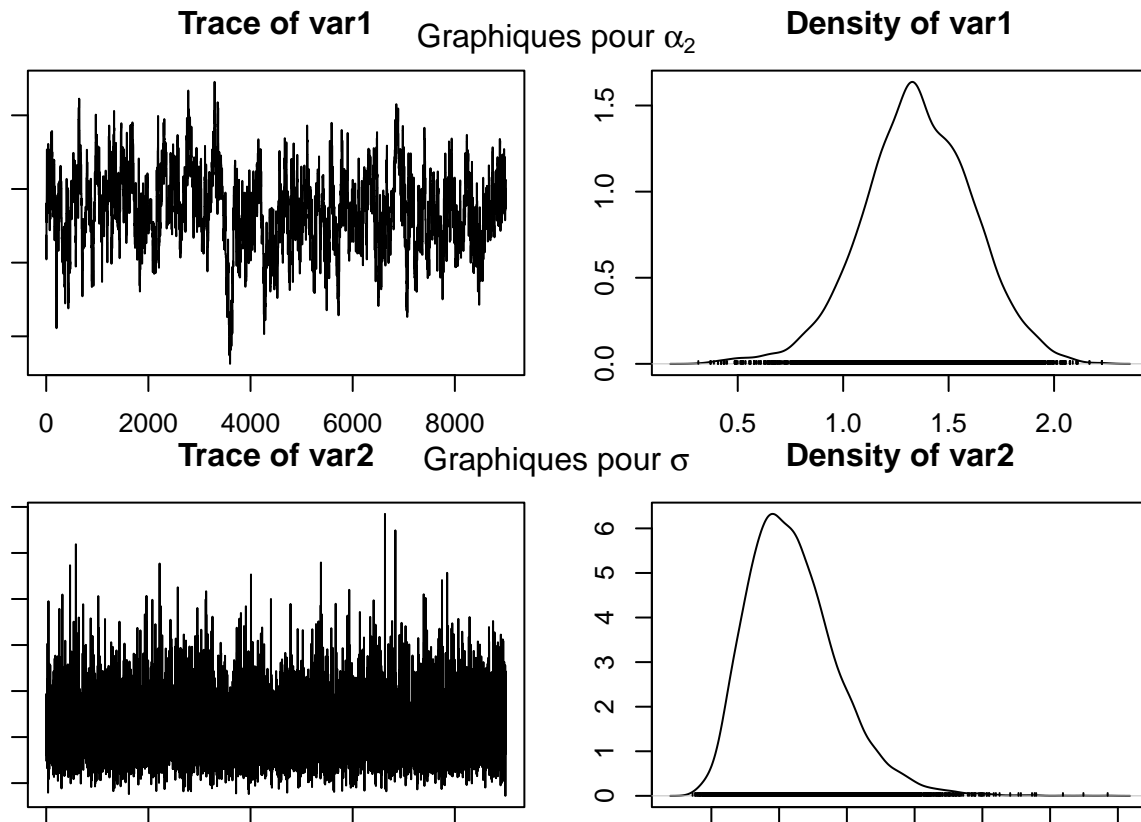 Trace of var1
Graphiques pour α₂
Density of var1
1.5
1.0
0.5
0.0
0 2000 4000 6000 8000
0.5 1.0 1.5 2.0
Trace of var2
Graphiques pour σ
Density of var2
6
5
4
3
2
1
0